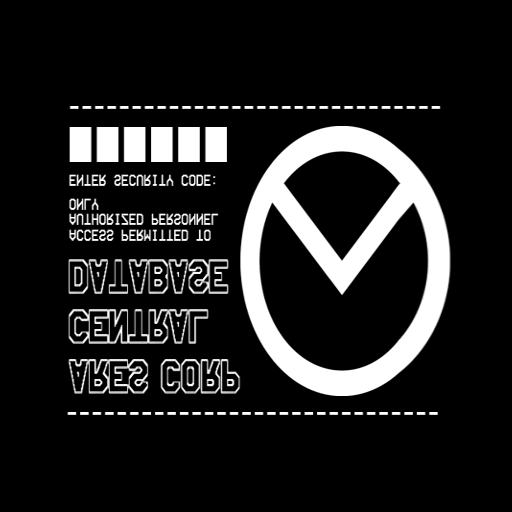 ARES CORP
CENTRAL
DATABASE
ACCESS PERMITTED TO
AUTHORIZED PERSONNEL
ONLY
ENTER SECURITY CODE: